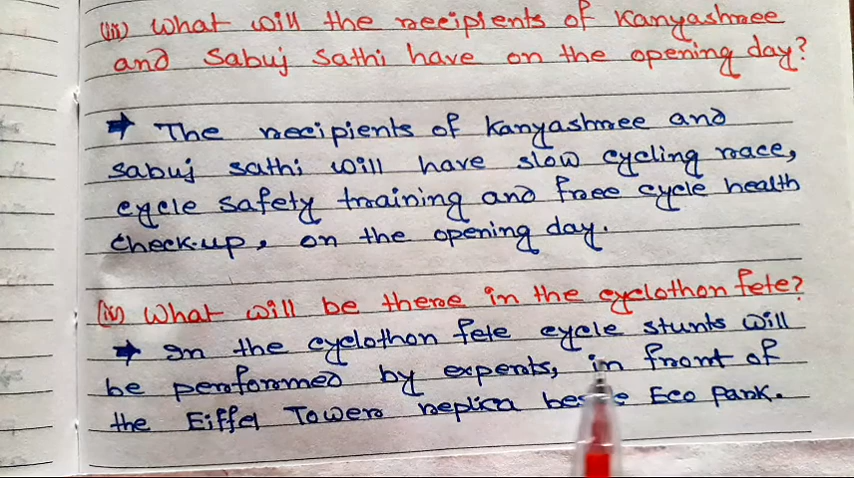 (iii) What will the recipients of Kanyashree
and Sabuj Sathi have on the opening day?
→ The recipients of Kanyashree and
Sabuj Sathi will have slow cycling race,
cycle safety training and free cycle health
check-up, on the opening day.
(iv) What will be there in the cyclothon fete?
→ In the cyclothon fete cycle stunts will
be performed by experts, in front of
the Eiffel Tower replica beside Eco Park.